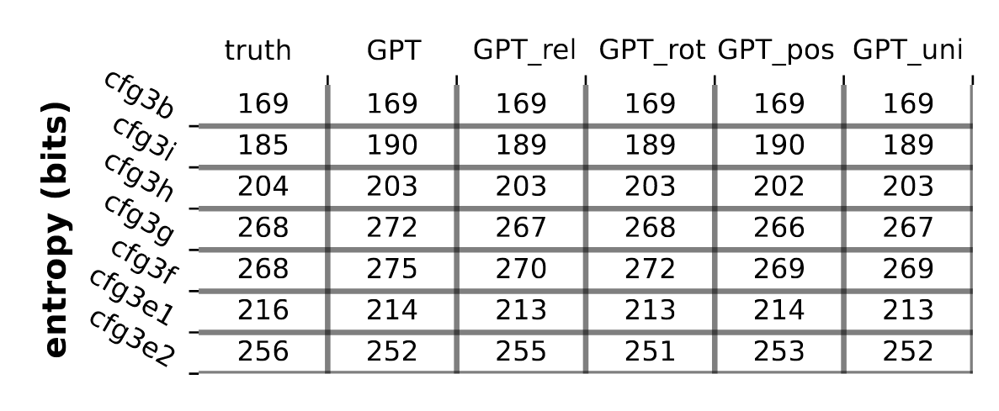 truth GPT GPT_rel GPT_rot GPT_pos GPT_uni
entropy (bits)
cfg3b 169 169 169 169 169 169
cfg3i 185 190 189 189 190 189
cfg3h 204 203 203 203 202 203
cfg3g 268 272 267 268 266 267
cfg3f 268 275 270 272 269 269
cfg3e1 216 214 213 213 214 213
cfg3e2 256 252 255 251 253 252